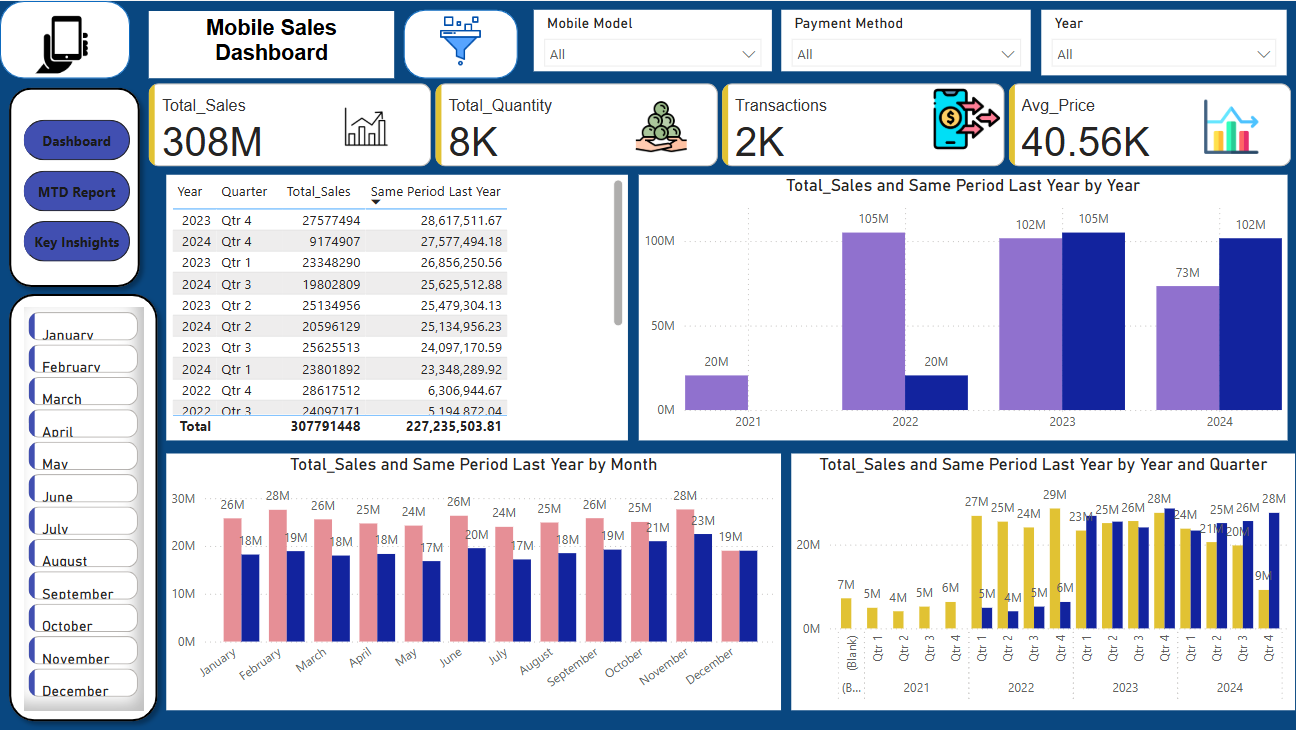 Mobile Sales
Dashboard
Mobile Model
All
Payment Method
All
Year
All
Dashboard
MTD Report
Key Inshights
Total_Sales
308M
Total_Quantity
8K
Transactions
2K
Avg_Price
40.56K
January
February
March
April
May
June
July
August
September
October
November
December
Year Quarter Total_Sales Same Period Last Year
2023 Qtr 4 27577494 28,617,511.67
2024 Qtr 4 9174907 27,577,494.18
2023 Qtr 1 23348290 26,856,250.56
2024 Qtr 3 19802809 25,625,512.88
2023 Qtr 2 25134956 25,479,304.13
2024 Qtr 2 20596129 25,134,956.23
2023 Qtr 3 25625513 24,097,170.59
2024 Qtr 1 23801892 23,348,289.92
2022 Qtr 4 28617512 6,306,944.67
2022 Qtr 3 24097171 5,194,872.04
Total 307791448 227,235,503.81
Total_Sales and Same Period Last Year by Year
100M
50M
0M
20M
105M 20M
102M 105M
73M 102M
2021 2022 2023 2024
Total_Sales and Same Period Last Year by Month
30M
20M
10M
0M
26M 18M
28M 19M
26M 18M
25M 18M
24M 17M
26M 20M
24M 17M
25M 18M
26M 19M
25M 21M
28M 23M
19M
January February March April May June July August September October November December
Total_Sales and Same Period Last Year by Year and Quarter
20M
0M
7M
5M 4M 5M 6M
27M 5M 25M 4M 24M 5M 29M 6M
23M 25M 26M 28M
24M 21M 25M 20M 26M 9M 28M
(Blank) Qtr 1 Qtr 2 Qtr 3 Qtr 4 Qtr 1 Qtr 2 Qtr 3 Qtr 4 Qtr 1 Qtr 2 Qtr 3 Qtr 4 Qtr 1 Qtr 2 Qtr 3 Qtr 4
(B... 2021 2022 2023 2024